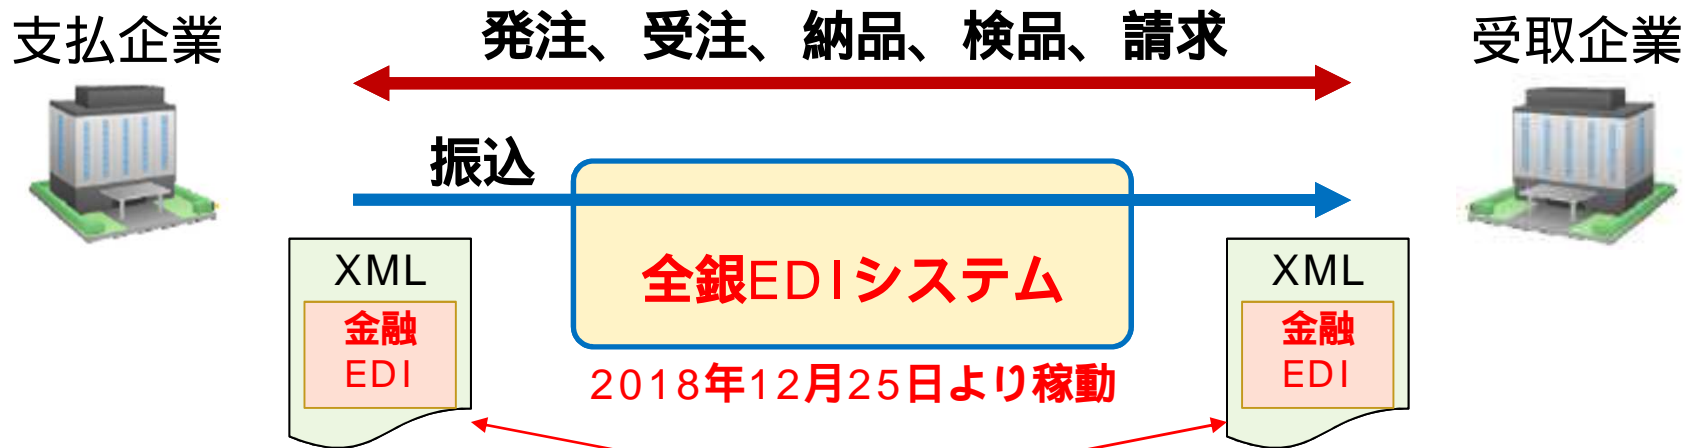 支払企業
発注、受注、納品、検品、請求
受取企業
振込
全銀EDIシステム
XML
金融
EDI
XML
金融
EDI
2018年12月25日より稼動